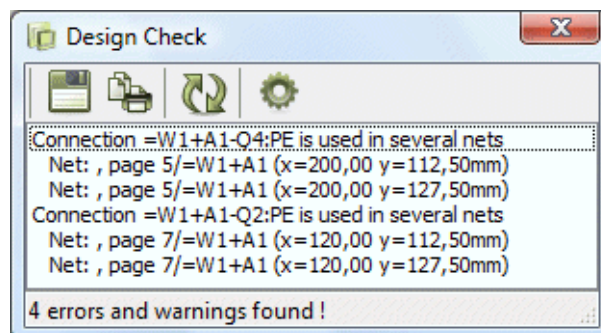 Design Check
Connection =W1+A1-Q4:PE is used in several nets
Net: , page 5/=W1+A1 (x=200,00 y=112,50mm)
Net: , page 5/=W1+A1 (x=200,00 y=127,50mm)
Connection =W1+A1-Q2:PE is used in several nets
Net: , page 7/=W1+A1 (x=120,00 y=112,50mm)
Net: , page 7/=W1+A1 (x=120,00 y=127,50mm)
4 errors and warnings found !